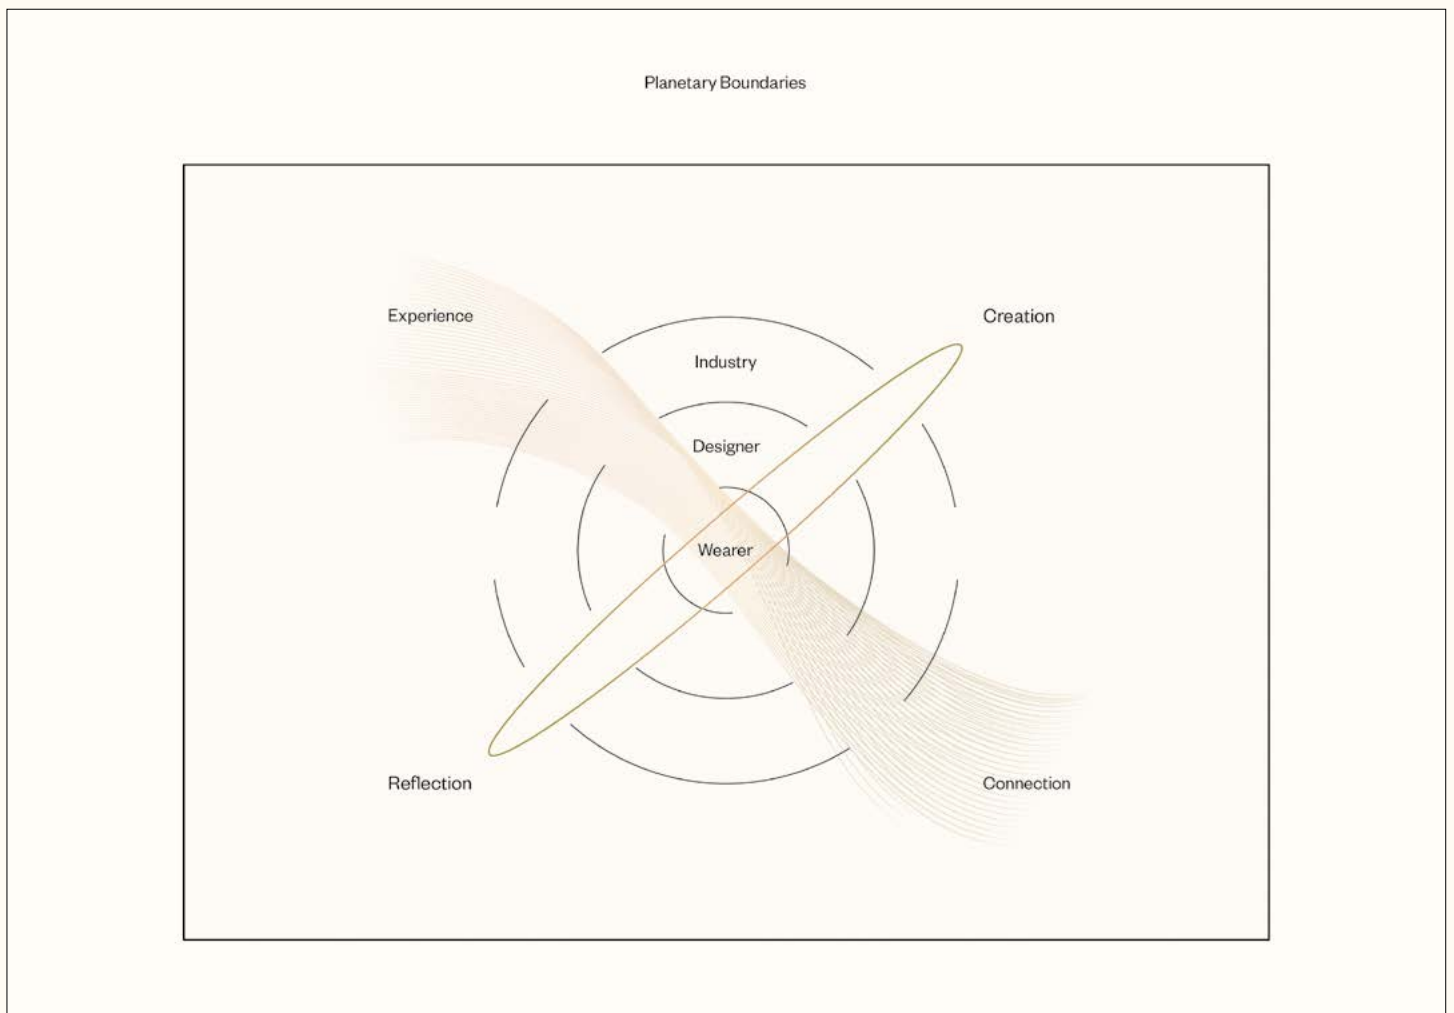 Planetary Boundaries
Experience
Creation
Industry
Designer
Wearer
Reflection
Connection